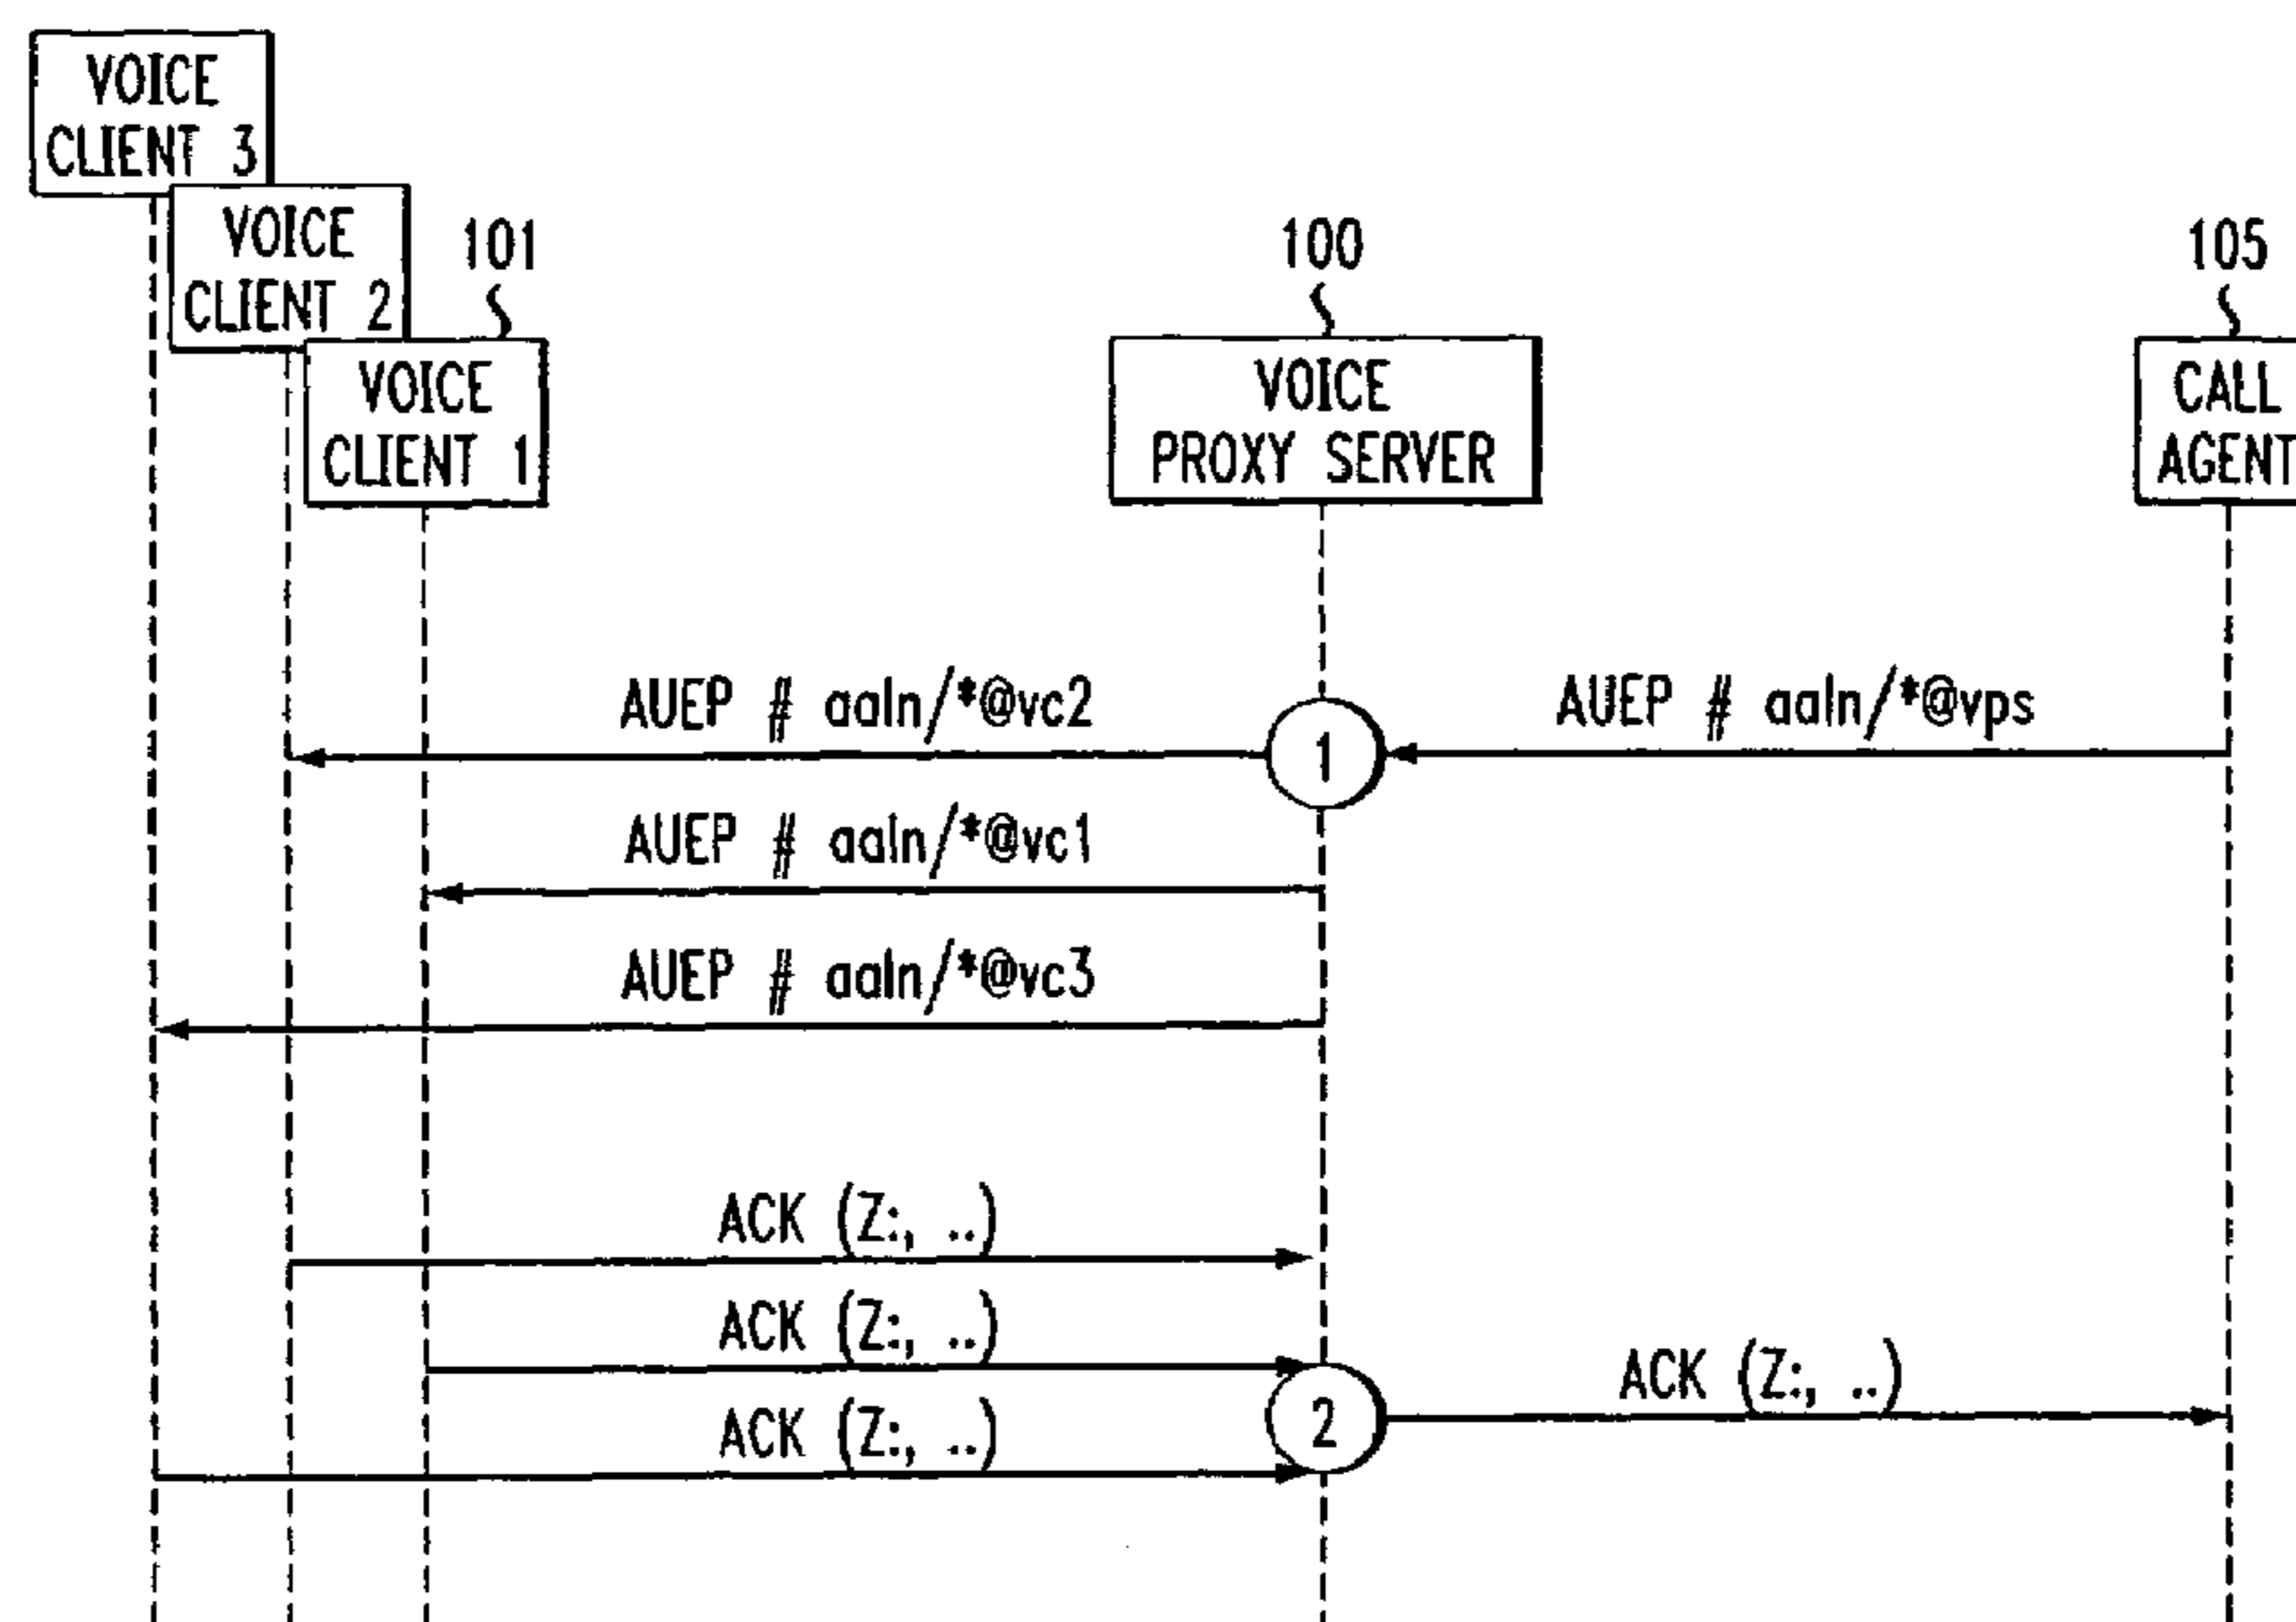 VOICE
CLIENT 3
VOICE
CLIENT 2
101
VOICE
CLIENT 1
100
VOICE
PROXY SERVER
105
CALL
AGENT
AUEP # aaln/*@vc2
1
AUEP # aaln/*@vps
AUEP # aaln/*@vc1
AUEP # aaln/*@vc3
ACK (Z:, ..)
ACK (Z:, ..)
2
ACK (Z:, ..)
ACK (Z:, ..)